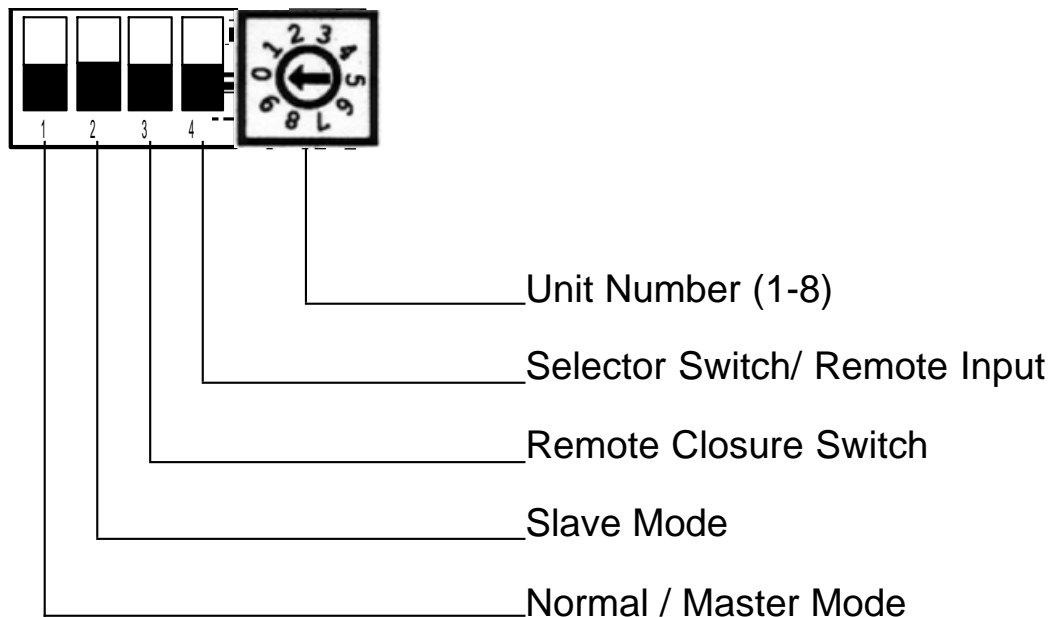 0 1 2 3 4 5 6 7 8 9
1 2 3 4
Unit Number (1-8)
Selector Switch/ Remote Input
Remote Closure Switch
Slave Mode
Normal / Master Mode